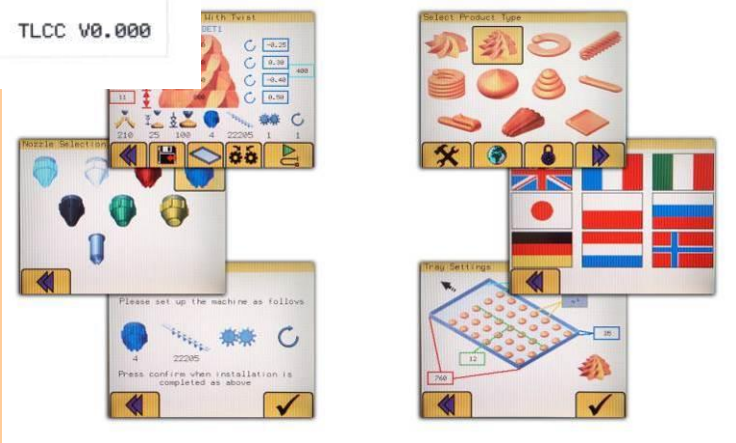 TLCC V0.000
With Twist
-0.25
0.30
-0.40
0.50
400
11
210 25 100 4 22205 1 1
Select Product Type
Nozzle Selection
Please set up the machine as follows
4 22205
Press confirm when installation is
completed as above
Tray Settings
35
12
760